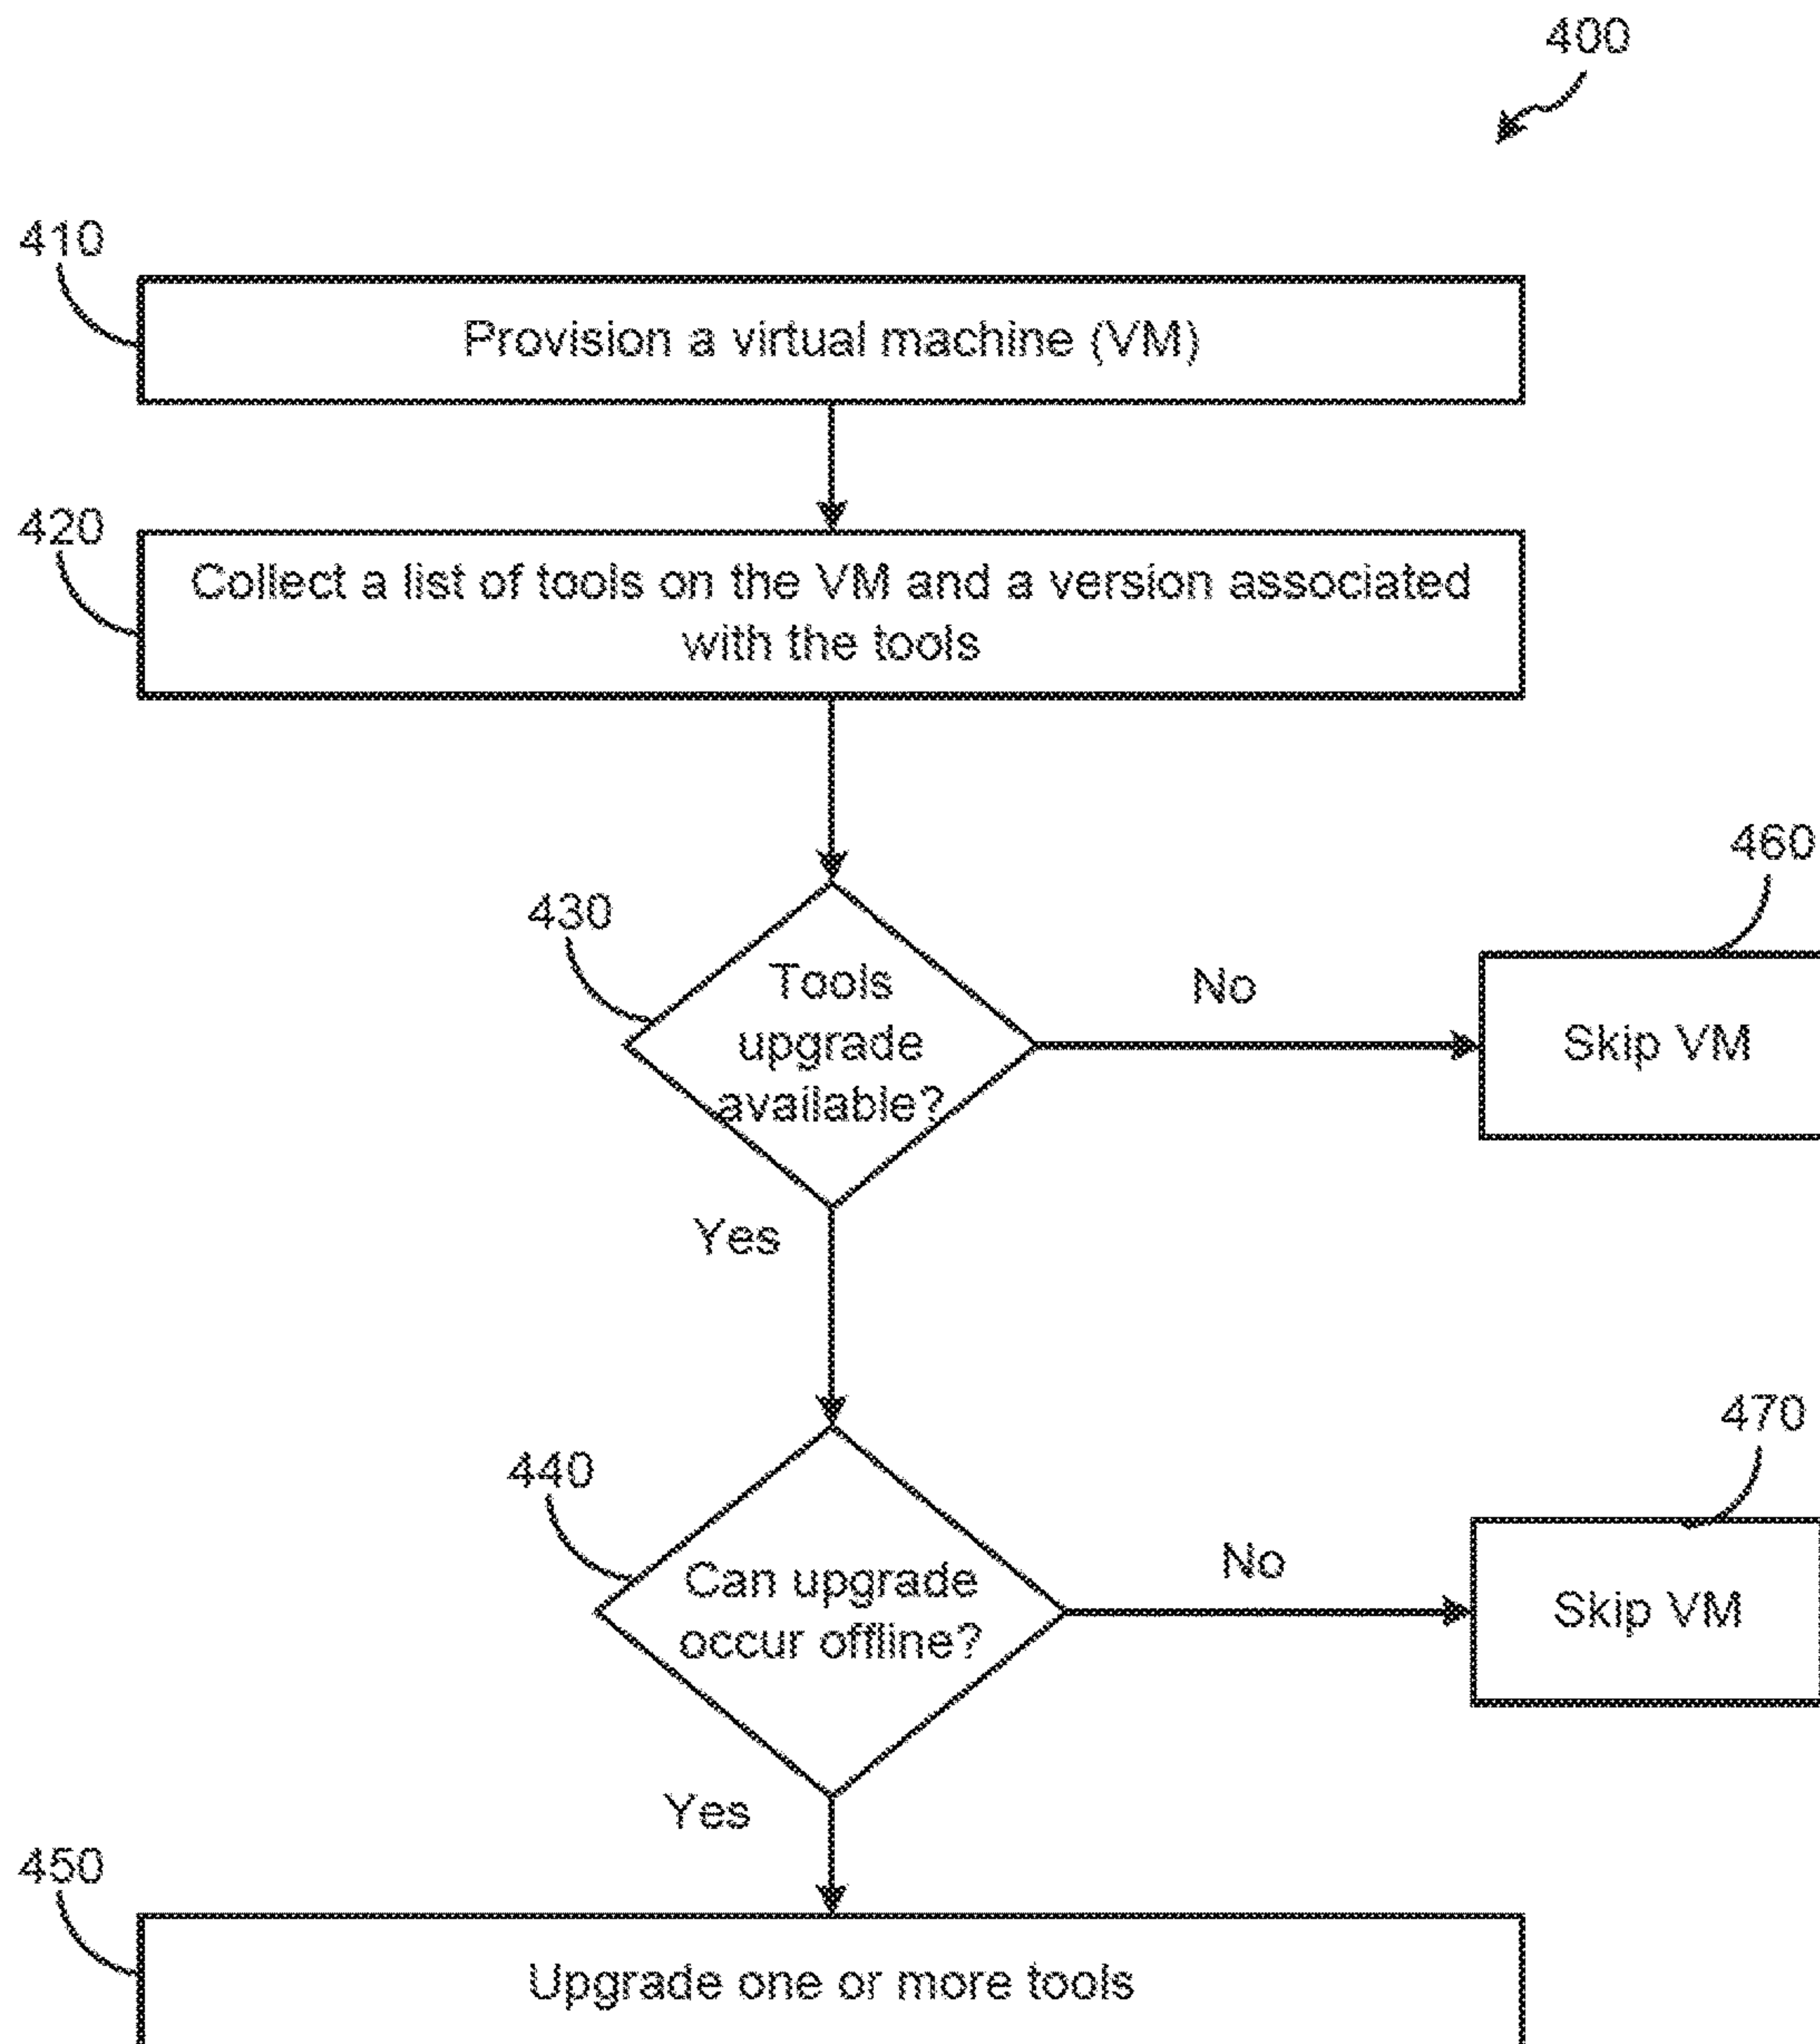 400
410
Provision a virtual machine (VM)
420
Collect a list of tools on the VM and a version associated
with the tools
430
Tools
upgrade
available?
No
460
Skip VM
Yes
440
Can upgrade
occur offline?
No
470
Skip VM
Yes
450
Upgrade one or more tools